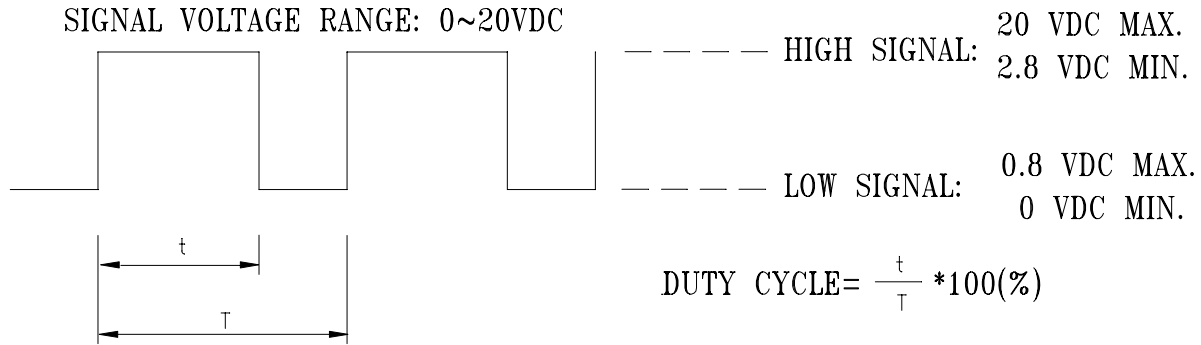 SIGNAL VOLTAGE RANGE: 0~20VDC
HIGH SIGNAL: 20 VDC MAX.
2.8 VDC MIN.
LOW SIGNAL: 0.8 VDC MAX.
0 VDC MIN.
t
T
DUTY CYCLE= t/T *100(%)